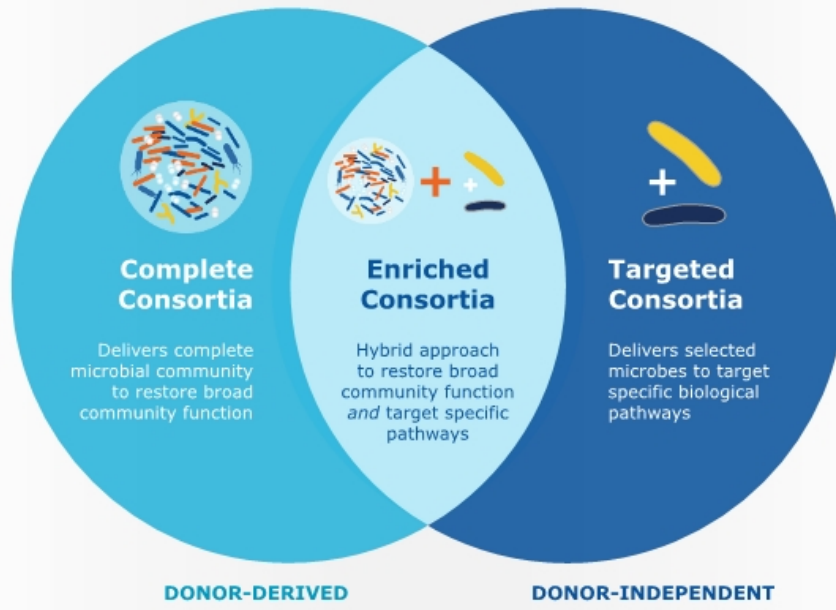 Complete
Consortia
Delivers complete
microbial community
to restore broad
community function
Enriched
Consortia
Hybrid approach
to restore broad
community function
and target specific
pathways
Targeted
Consortia
Delivers selected
microbes to target
specific biological
pathways
DONOR-DERIVED
DONOR-INDEPENDENT